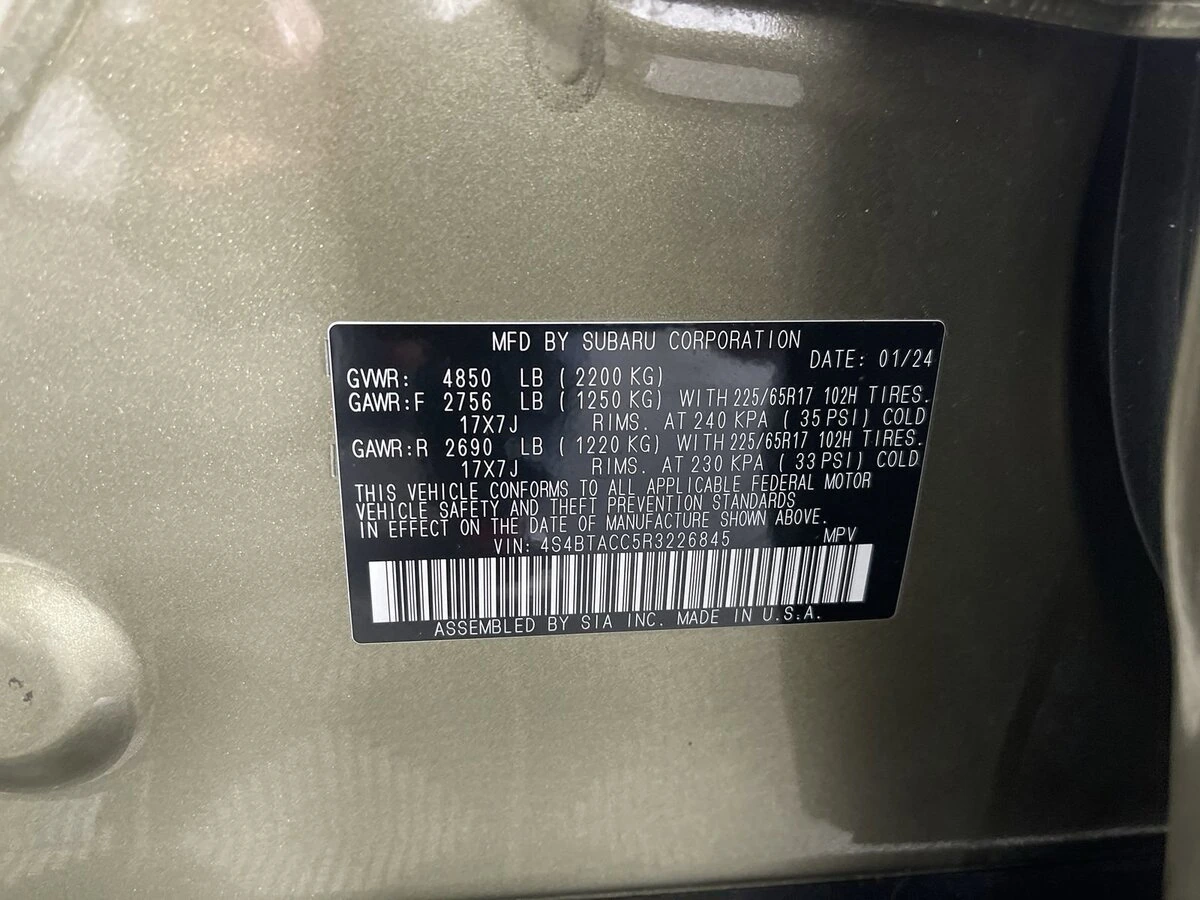 MFD BY SUBARU CORPORATION
DATE: 01/24
GVWR: 4850 LB ( 2200 KG)
GAWR:F 2756 LB ( 1250 KG) WITH 225/65R17 102H TIRES.
17X7J RIMS. AT 240 KPA ( 35 PSI) COLD
GAWR:R 2690 LB ( 1220 KG) WITH 225/65R17 102H TIRES.
17X7J RIMS. AT 230 KPA ( 33 PSI) COLD
THIS VEHICLE CONFORMS TO ALL APPLICABLE FEDERAL MOTOR
VEHICLE SAFETY AND THEFT PREVENTION STANDARDS
IN EFFECT ON THE DATE OF MANUFACTURE SHOWN ABOVE.
VIN: 4S4BTACC5R3226845 MPV
ASSEMBLED BY SIA INC. MADE IN U.S.A.